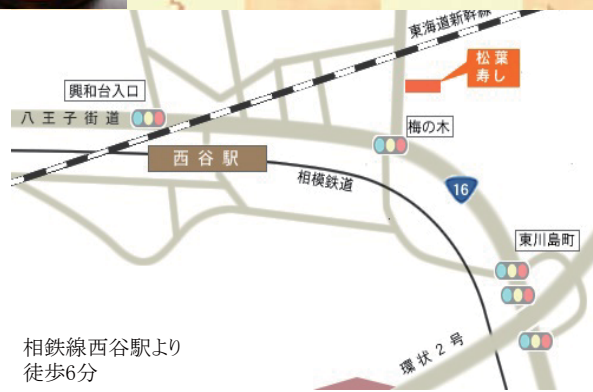 東海道新幹線
松葉
寿し
興和台入口
八王子街道
梅の木
西谷駅
相模鉄道
16
東川島町
環状2号
相鉄線西谷駅より
徒歩6分